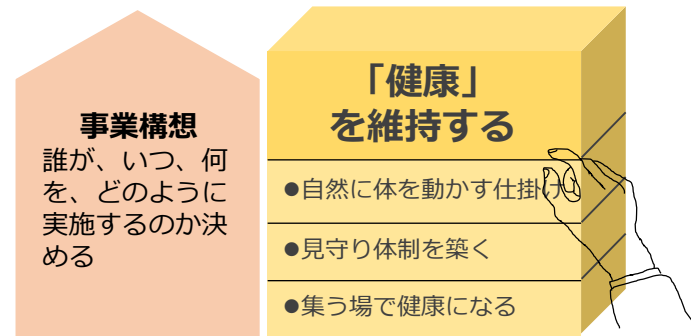 事業構想
誰が、いつ、何
を、どのように
実施するのか決
める
「健康」
を維持する
●自然に体を動かす仕掛け
●見守り体制を築く
●集う場で健康になる